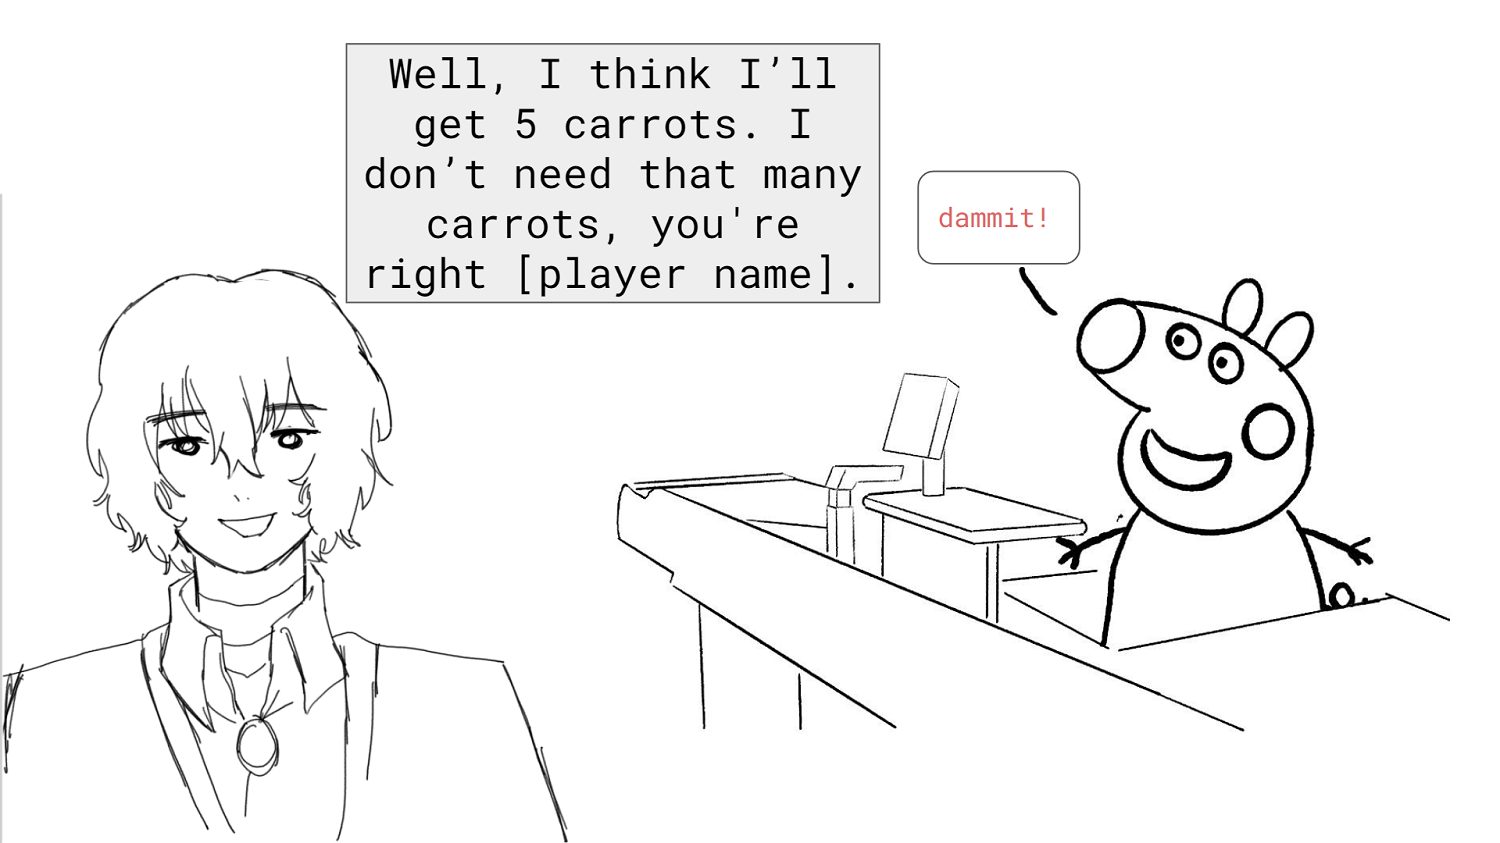 Well, I think I’ll
get 5 carrots. I
don’t need that many
carrots, you're
right [player name].
dammit!